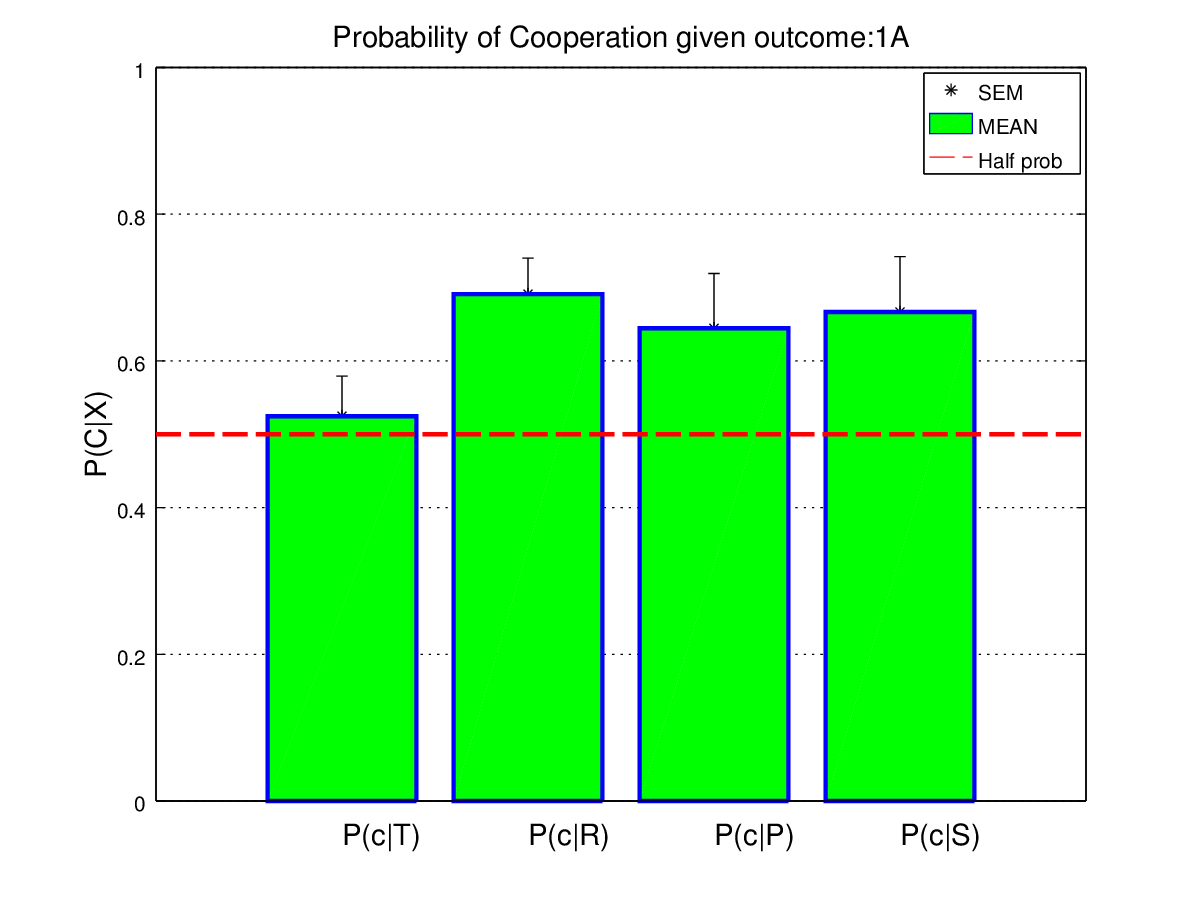 Probability of Cooperation given outcome:1A
SEM
MEAN
Half prob
1
0.8
0.6
0.4
0.2
0
P(C|X)
P(c|T)
P(c|R)
P(c|P)
P(c|S)